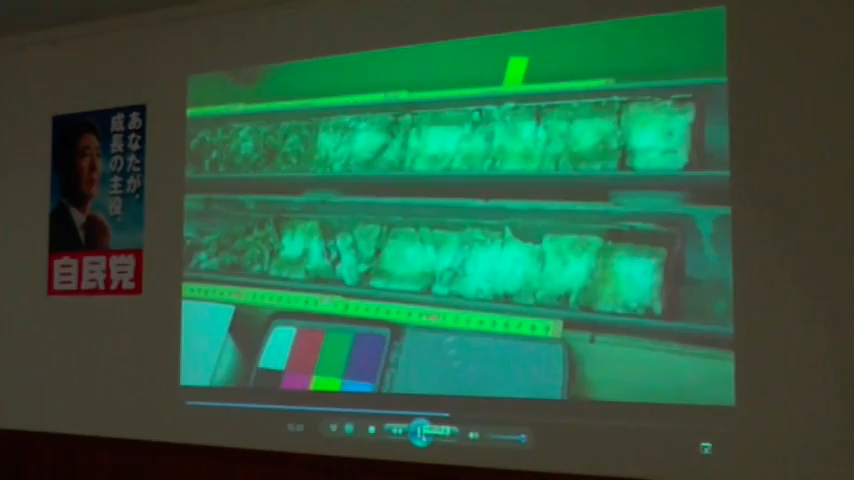 あなたが、
成長の主役。
自民党